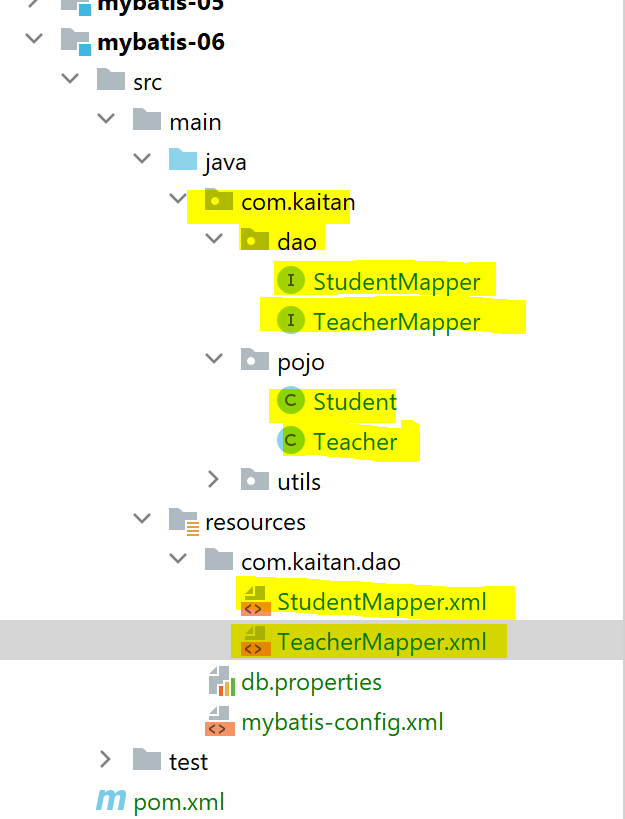 mybatis-05
mybatis-06
src
main
java
com.kaitan
dao
I StudentMapper
I TeacherMapper
pojo
C Student
C Teacher
utils
resources
com.kaitan.dao
<> StudentMapper.xml
<> TeacherMapper.xml
db.properties
<> mybatis-config.xml
test
m pom.xml